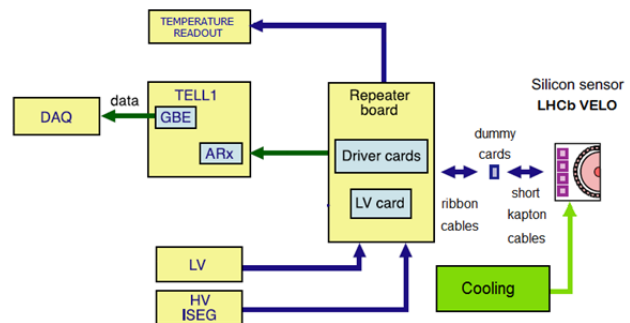 TEMPERATURE
READOUT
TELL1
GBE
ARx
data
DAQ
Repeater
board
Driver cards
LV card
Silicon sensor
LHCb VELO
dummy
cards
ribbon
cables
short
kapton
cables
LV
HV
ISEG
Cooling